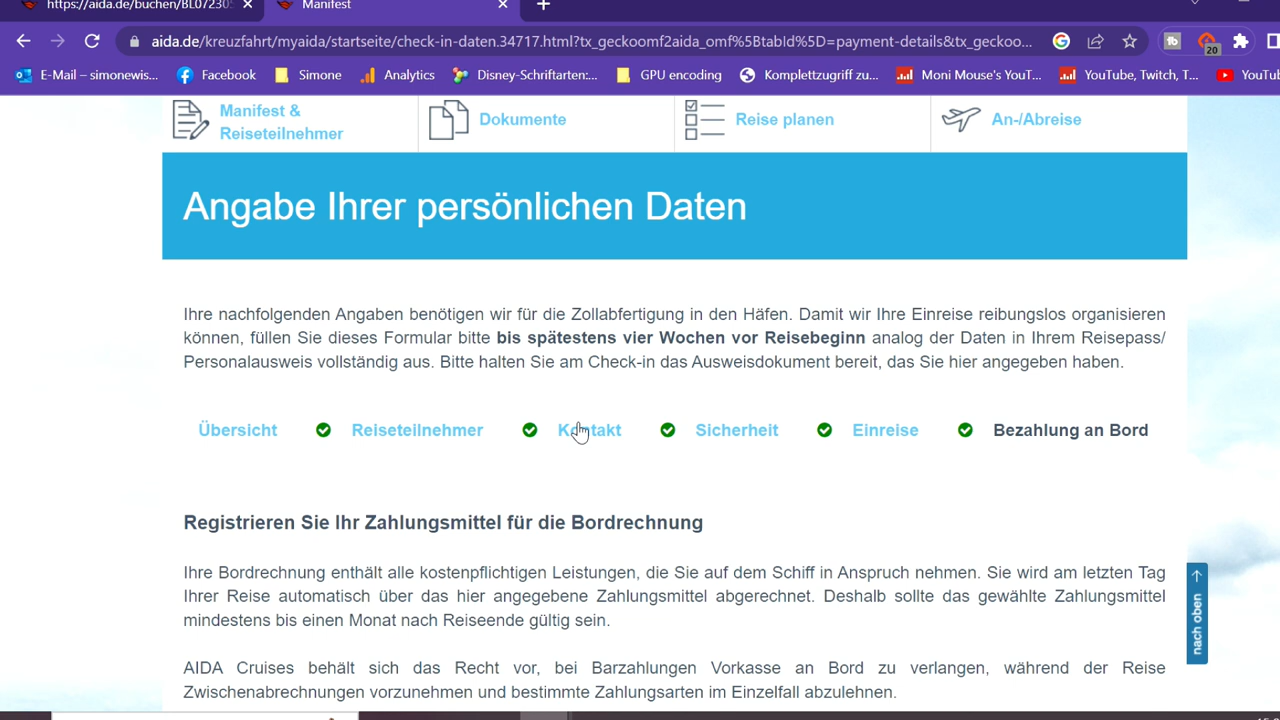 https://aida.de/buchen/BL07230
Manifest
aida.de/kreuzfahrt/myaida/startseite/check-in-daten.34717.html?tx_geckoomf2aida_omf%5BtabId%5D=payment-details&tx_geckoo...
20
E-Mail – simonewis...
Facebook
Simone
Analytics
Disney-Schriftarten:...
GPU encoding
Komplettzugriff zu...
Moni Mouse's YouT...
YouTube, Twitch, T...
YouTu
Manifest &
Reiseteilnehmer
Dokumente
Reise planen
An-/Abreise
Angabe Ihrer persönlichen Daten
Ihre nachfolgenden Angaben benötigen wir für die Zollabfertigung in den Häfen. Damit wir Ihre Einreise reibungslos organisieren
können, füllen Sie dieses Formular bitte bis spätestens vier Wochen vor Reisebeginn analog der Daten in Ihrem Reisepass/
Personalausweis vollständig aus. Bitte halten Sie am Check-in das Ausweisdokument bereit, das Sie hier angegeben haben.
Übersicht
Reiseteilnehmer
Kontakt
Sicherheit
Einreise
Bezahlung an Bord
Registrieren Sie Ihr Zahlungsmittel für die Bordrechnung
Ihre Bordrechnung enthält alle kostenpflichtigen Leistungen, die Sie auf dem Schiff in Anspruch nehmen. Sie wird am letzten Tag
Ihrer Reise automatisch über das hier angegebene Zahlungsmittel abgerechnet. Deshalb sollte das gewählte Zahlungsmittel
mindestens bis einen Monat nach Reiseende gültig sein.
AIDA Cruises behält sich das Recht vor, bei Barzahlungen Vorkasse an Bord zu verlangen, während der Reise
Zwischenabrechnungen vorzunehmen und bestimmte Zahlungsarten im Einzelfall abzulehnen.
nach oben